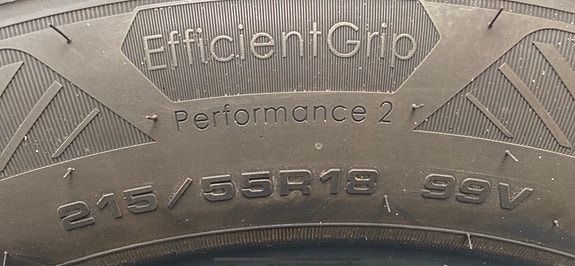 EfficientGrip
Performance 2
215/55R18 99V